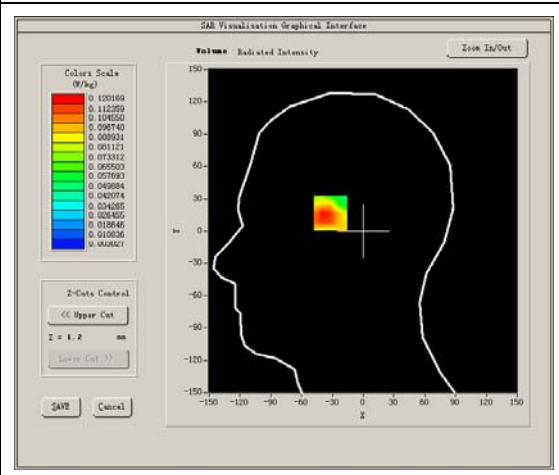 SAR Visualisation Graphical Interface
Volume Radiated Intensity
Zoom In/Out
Colors Scale
(W/kg)
0.120169
0.112359
0.104550
0.096740
0.088931
0.081121
0.073312
0.065503
0.057693
0.049884
0.042074
0.034265
0.026455
0.018646
0.010836
0.003027
Z-Cuts Control
<< Upper Cut
Z = 1.2 mm
Lower Cut >>
SAVE
Cancel
150
120
90
60
30
Y
0
-30
-60
-90
-120
-150
-150 -120 -90 -60 -30 0 30 60 90 120 150
X